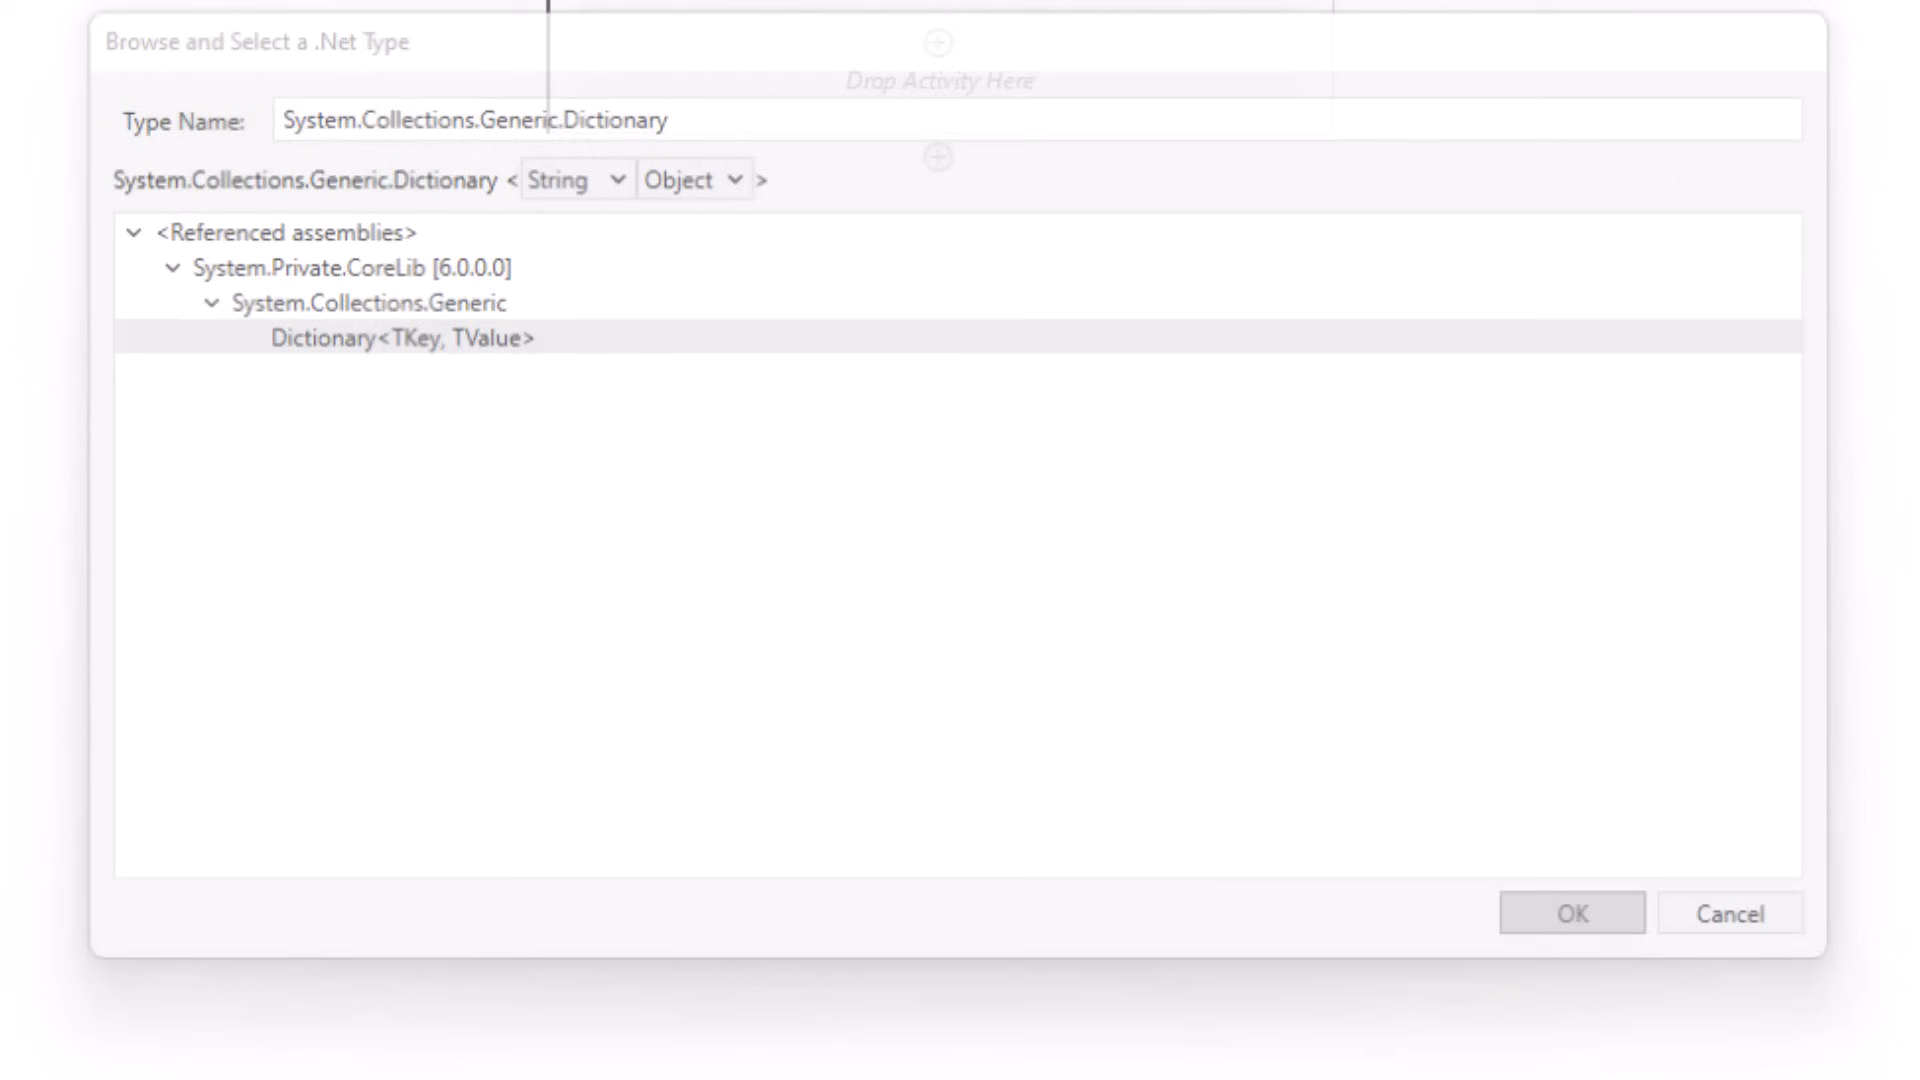 Browse and Select a .Net Type
Drop Activity Here
Type Name: System.Collections.Generic.Dictionary
System.Collections.Generic.Dictionary < String Object >
<Referenced assemblies>
System.Private.CoreLib [6.0.0.0]
System.Collections.Generic
Dictionary<TKey, TValue>
OK Cancel